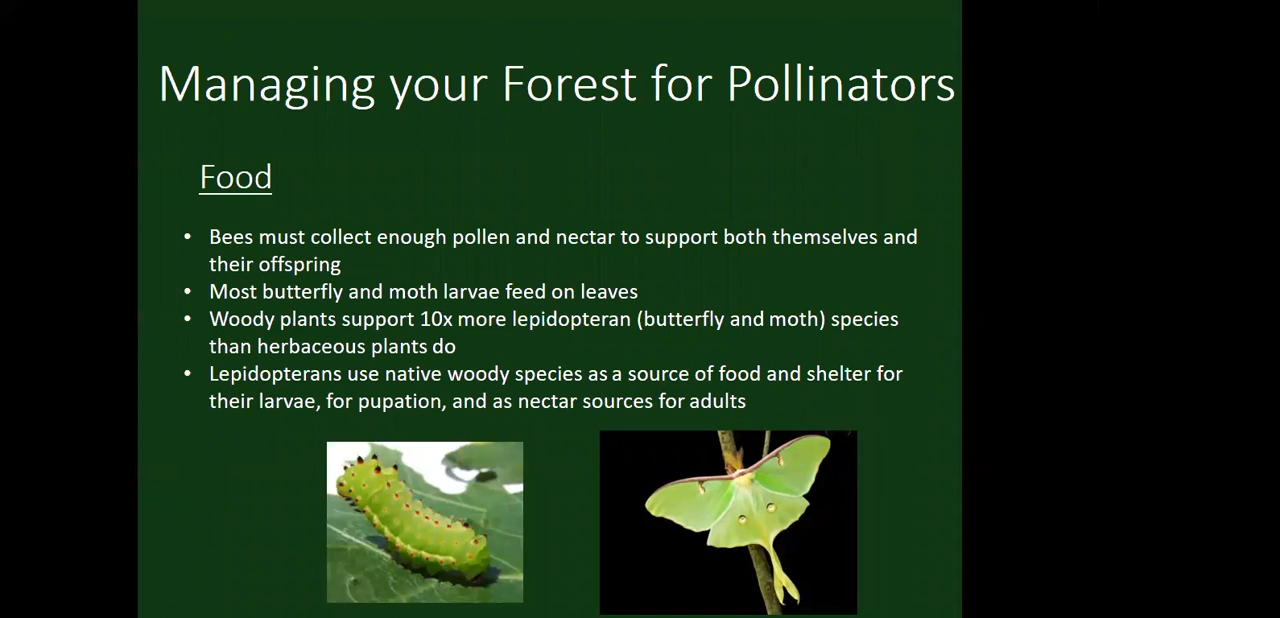 Managing your Forest for Pollinators
Food
• Bees must collect enough pollen and nectar to support both themselves and
their offspring
• Most butterfly and moth larvae feed on leaves
• Woody plants support 10x more lepidopteran (butterfly and moth) species
than herbaceous plants do
• Lepidopterans use native woody species as a source of food and shelter for
their larvae, for pupation, and as nectar sources for adults